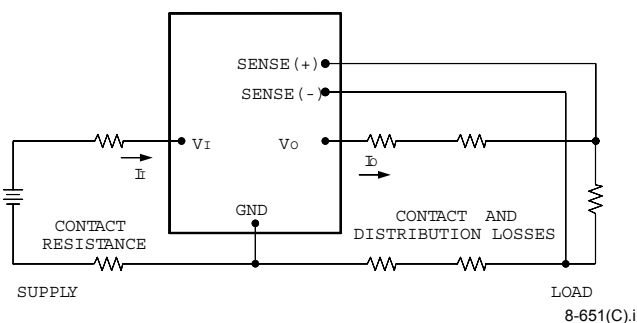 SENSE(+)
SENSE(-)
VI
VO
II
IO
GND
CONTACT
RESISTANCE
CONTACT AND
DISTRIBUTION LOSSES
SUPPLY
LOAD
8-651(C).i